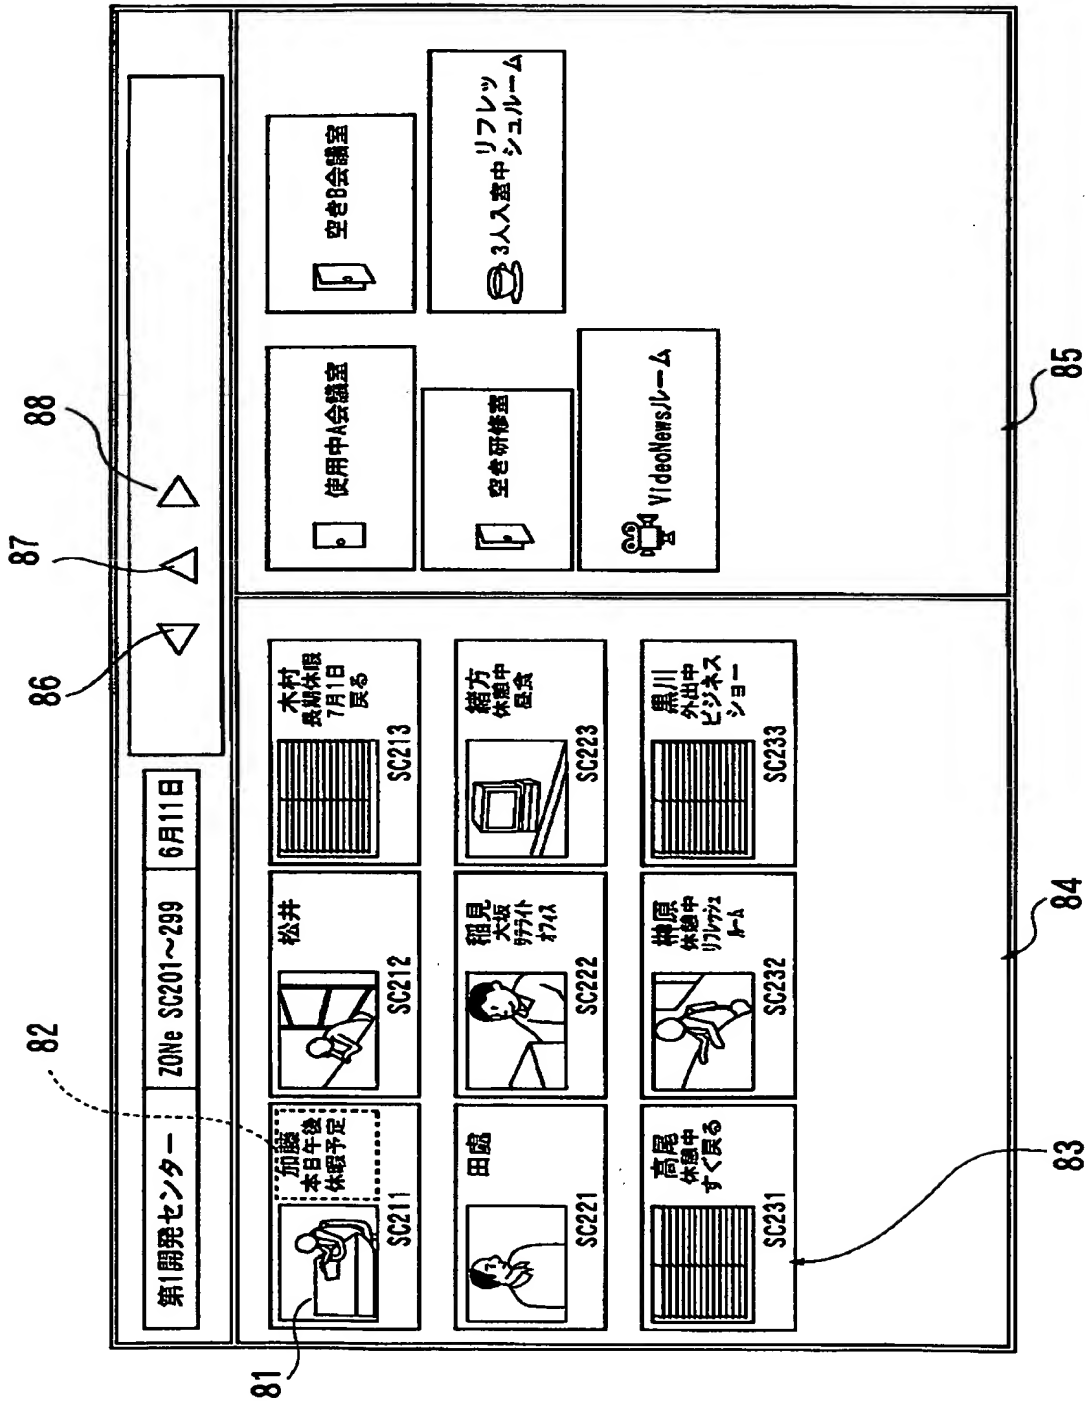 88
87
86
82
第1開発センター ZONe SC201～299 6月11日
加藤
本日午後
休暇予定
SC211
松井
SC212
木村
長期休暇
7月1日
戻る
SC213
田處
SC221
稲見
大坂
サテライト
オフィス
SC222
緒方
休憩中
昼食
SC223
高尾
休憩中
すぐ戻る
SC231
榊原
休憩中
リフレッシュ
ルーム
SC232
黒川
外出中
ビジネス
ショー
SC233
使用中A会議室
空きB会議室
空き研修室
3人入室中 リフレッ
シュルーム
VideoNewsルーム
81
83
84
85